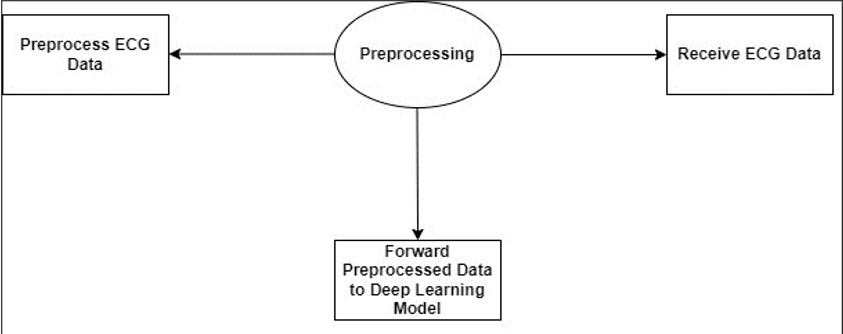 Preprocess ECG
Data
Preprocessing
Receive ECG Data
Forward
Preprocessed Data
to Deep Learning
Model